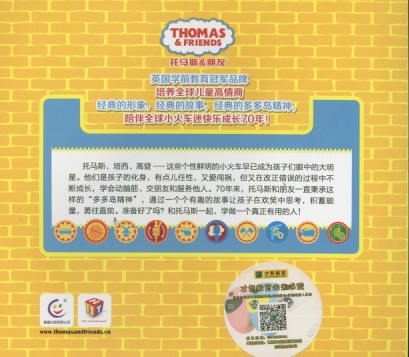 THOMAS
& FRIENDS
托马斯&朋友
英国学前教育冠军品牌
培养全球儿童高情商
经典的形象，经典的故事，经典的多多岛精神，
陪伴全球小火车迷快乐成长70年！
托马斯、培西、高登——这些个性鲜明的小火车早已成为孩子们眼中的大明
星。他们是孩子的化身，有点儿任性，又爱闯祸，但又在改正错误的过程中不
断成长，学会动脑筋、交朋友和服务他人。70年来，托马斯和朋友一直秉承这
样的“多多岛精神”，通过一个个有趣的故事让孩子在欢笑中思考，积蓄能
量，勇往直前。准备好了吗？和托马斯一起，学做一个真正有用的人！
www.thomasandfriends.cn